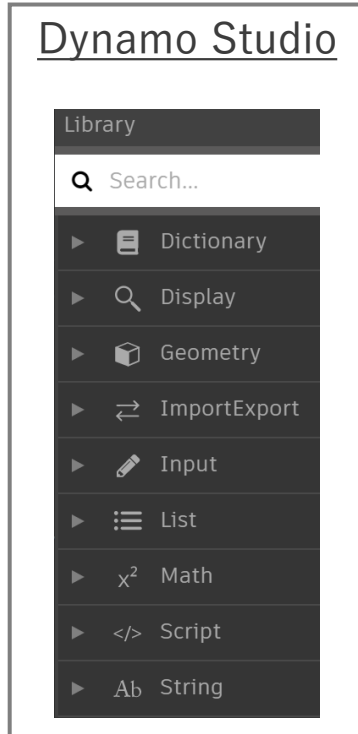 Dynamo Studio
Library
Search...
Dictionary
Display
Geometry
ImportExport
Input
List
x² Math
</> Script
Ab String